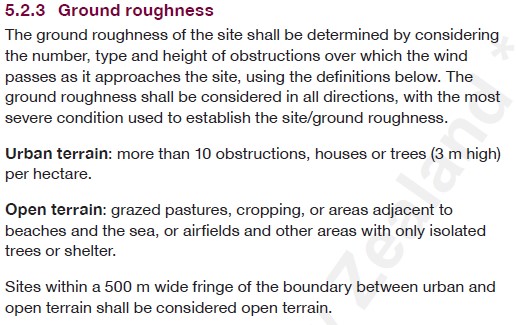 5.2.3 Ground roughness
The ground roughness of the site shall be determined by considering
the number, type and height of obstructions over which the wind
passes as it approaches the site, using the definitions below. The
ground roughness shall be considered in all directions, with the most
severe condition used to establish the site/ground roughness.
Urban terrain: more than 10 obstructions, houses or trees (3 m high)
per hectare.
Open terrain: grazed pastures, cropping, or areas adjacent to
beaches and the sea, or airfields and other areas with only isolated
trees or shelter.
Sites within a 500 m wide fringe of the boundary between urban and
open terrain shall be considered open terrain.
Zealand *